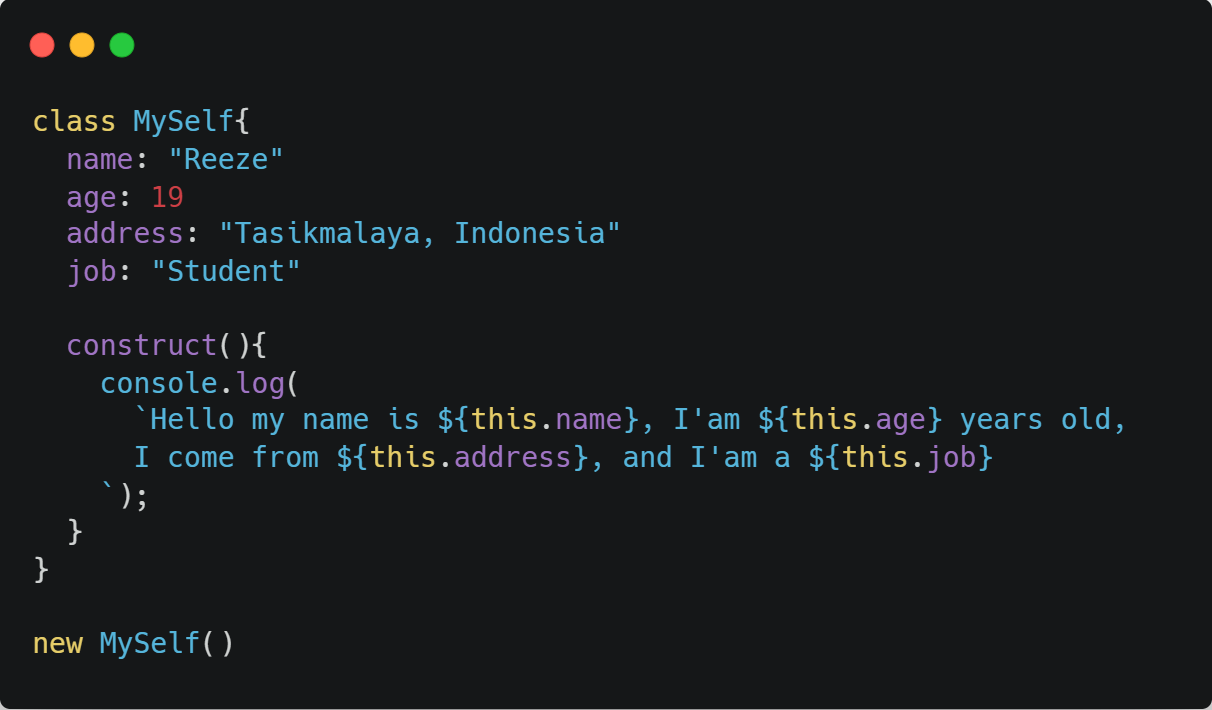 class MySelf{
  name: "Reeze"
  age: 19
  address: "Tasikmalaya, Indonesia"
  job: "Student"

  construct(){
    console.log(
      `Hello my name is ${this.name}, I'am ${this.age} years old,
      I come from ${this.address}, and I'am a ${this.job}
    `);
  }
}

new MySelf()